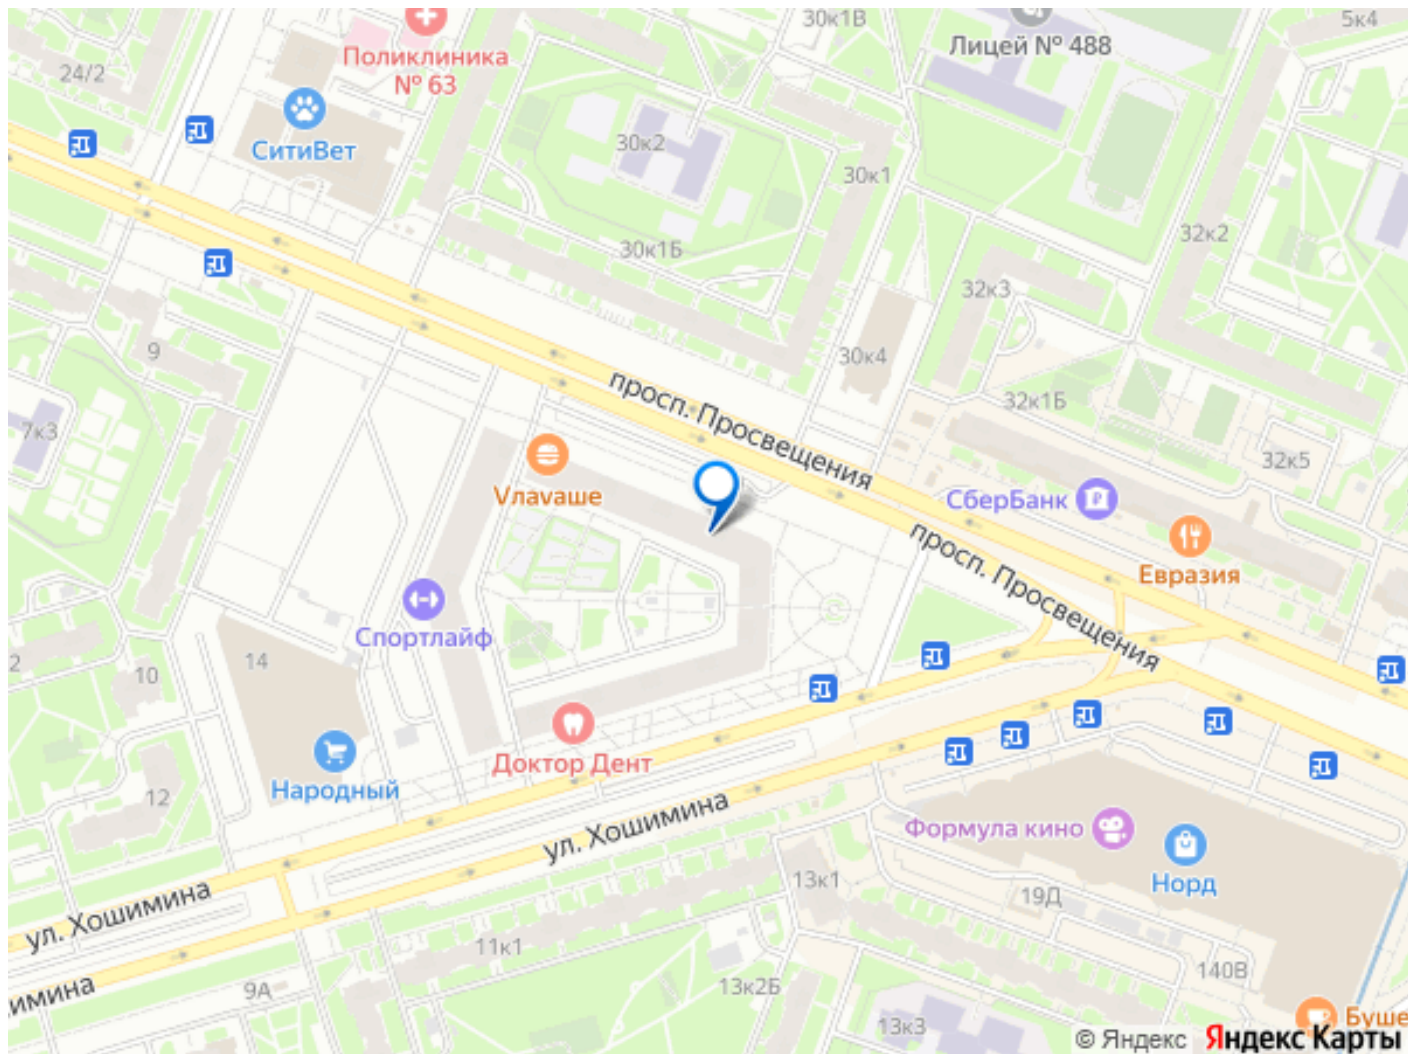 30к1В
5к4
Лицей № 488
Поликлиника
№ 63
24/2
СитиВет
30к2
30к1
32к2
30к1Б
32к3
9
30к4
просп. Просвещения
32к1Б
7к3
32к5
Vлаvаше
СберБанк
Евразия
просп. Просвещения
Спортлайф
2
14
10
Доктор Дент
Народный
12
ул. Хошимина
Формула кино
Норд
13к1
19Д
ул. Хошимина
11к1
140В
имина
9А
13к2Б
13к3
Буше
© Яндекс Яндекс Карты